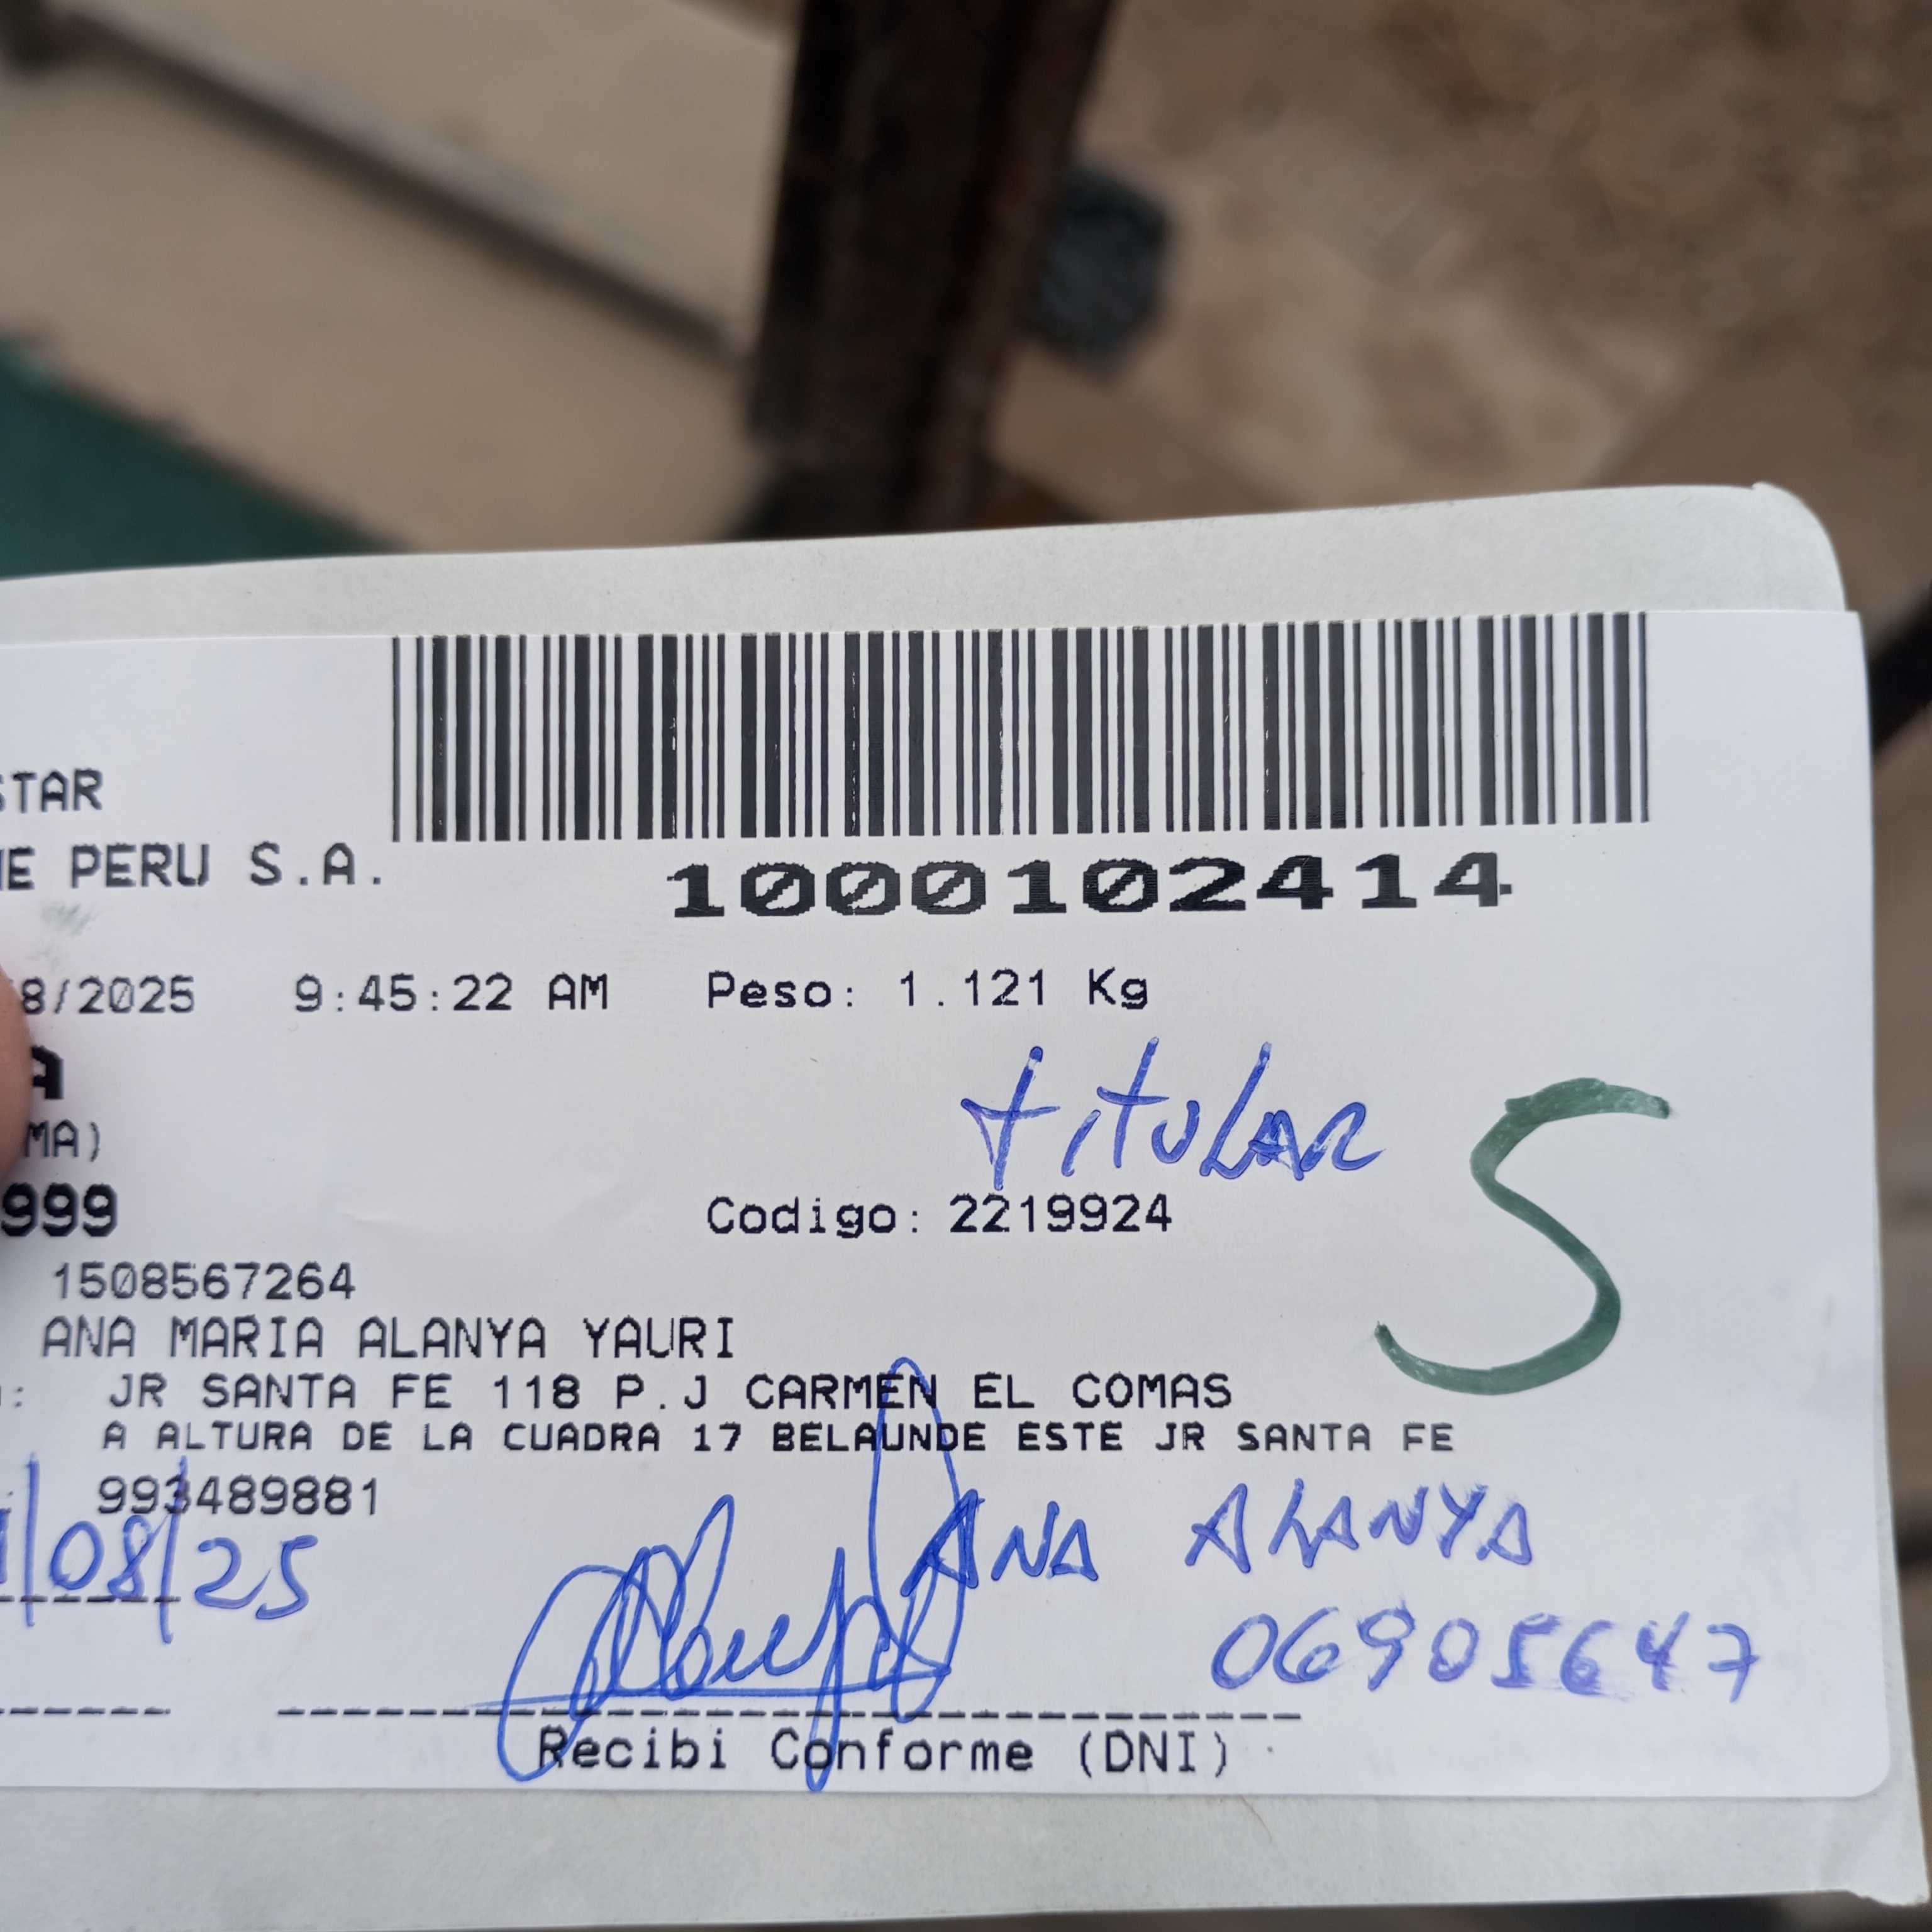 STAR
E PERU S.A.
1000102414
8/2025 9:45:22 AM Peso: 1.121 Kg
A
MA)
titular
S
999
Codigo: 2219924
1508567264
ANA MARIA ALANYA YAURI
: JR SANTA FE 118 P.J CARMEN EL COMAS
A ALTURA DE LA CUADRA 17 BELAUNDE ESTE JR SANTA FE
993489881
/08/25
ANA ALANYA
06905647
Recibi Conforme (DNI)